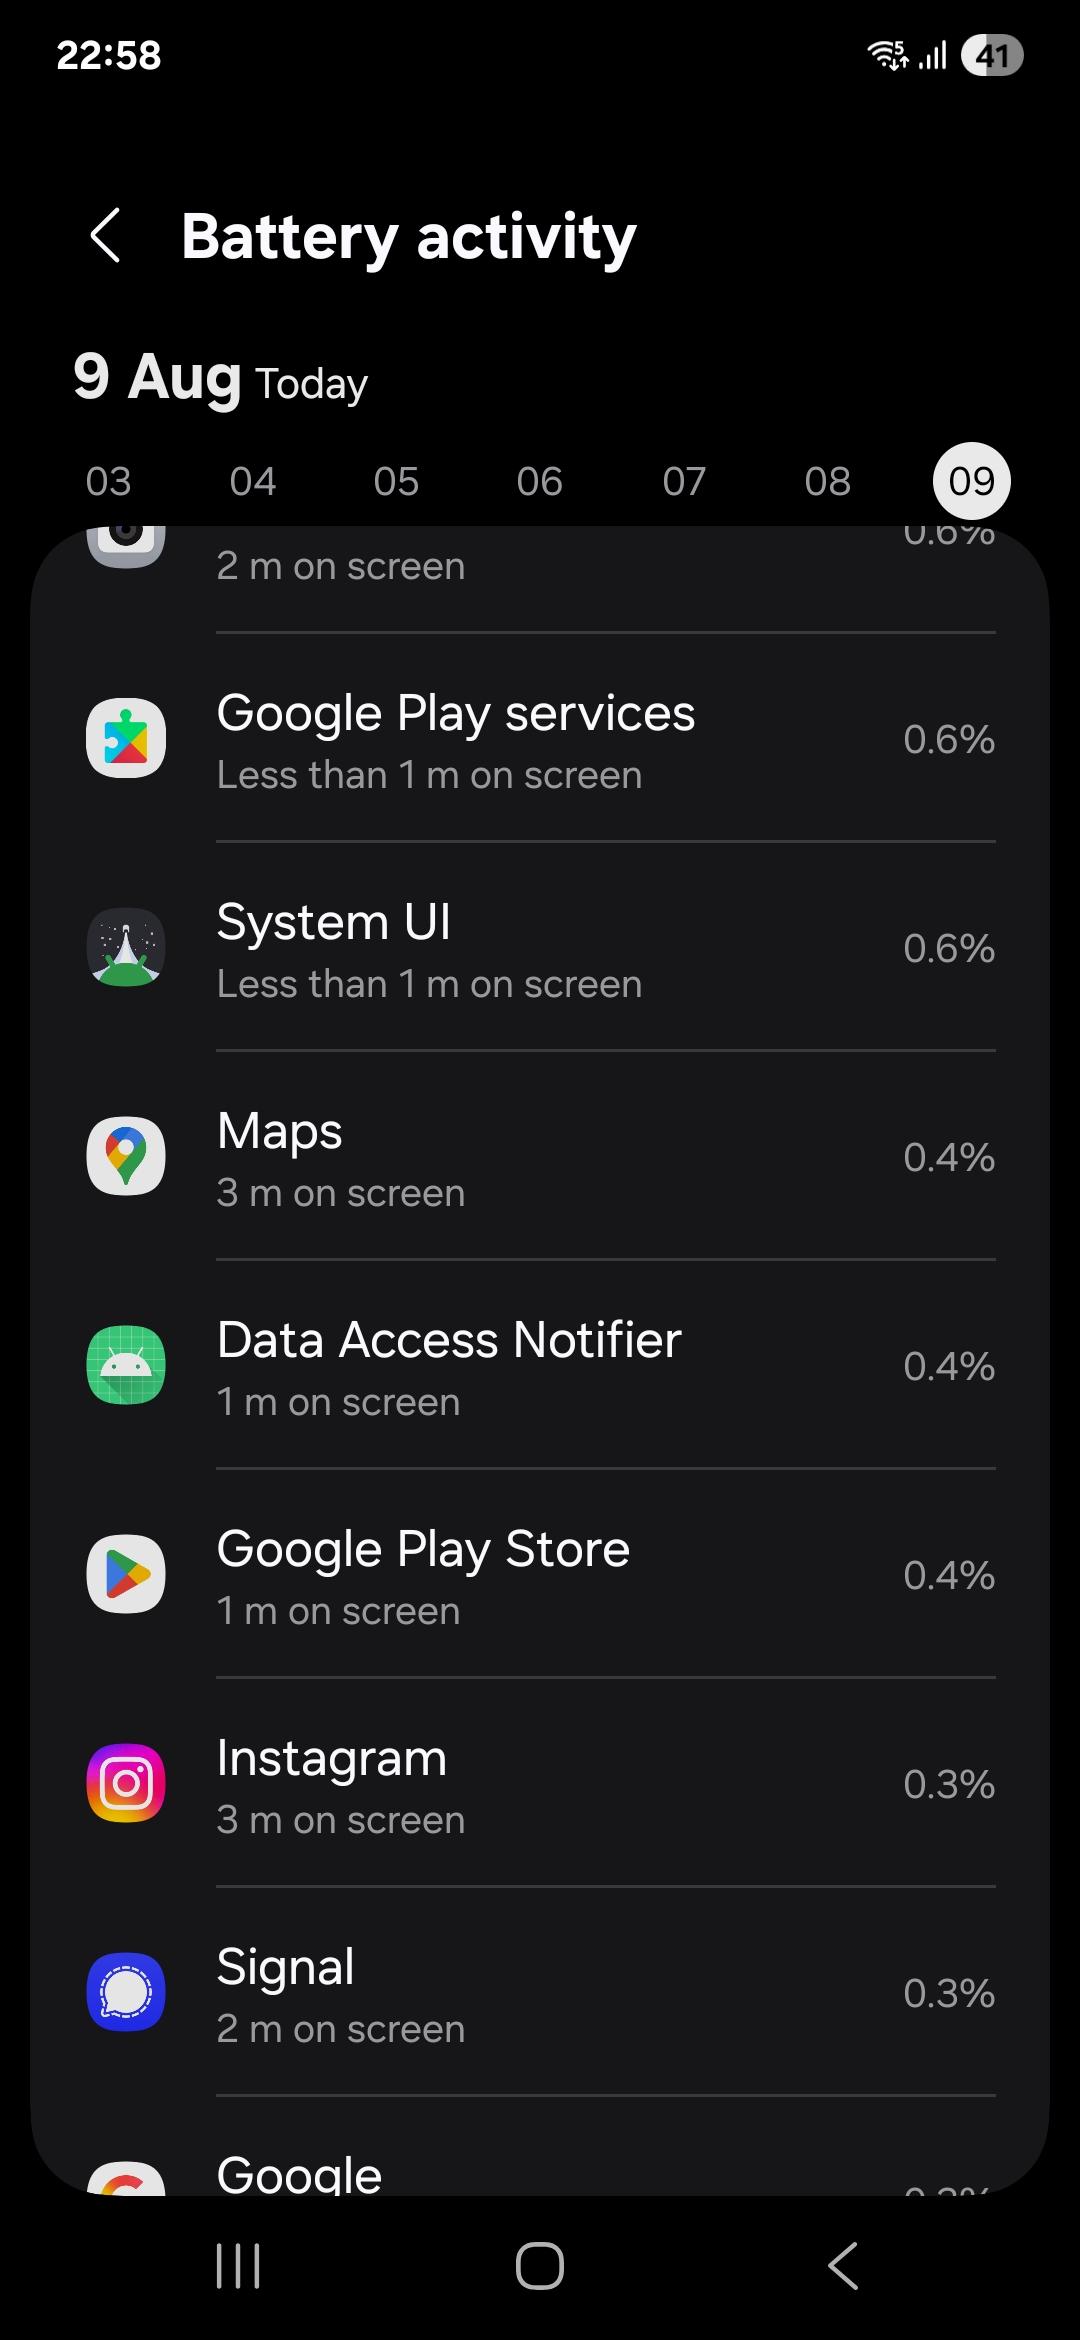 22:58
5
41
Battery activity
9 Aug Today
03 04 05 06 07 08 09
0.6%
2 m on screen
Google Play services
0.6%
Less than 1 m on screen
System UI
0.6%
Less than 1 m on screen
Maps
0.4%
3 m on screen
Data Access Notifier
0.4%
1 m on screen
Google Play Store
0.4%
1 m on screen
Instagram
0.3%
3 m on screen
Signal
0.3%
2 m on screen
Google